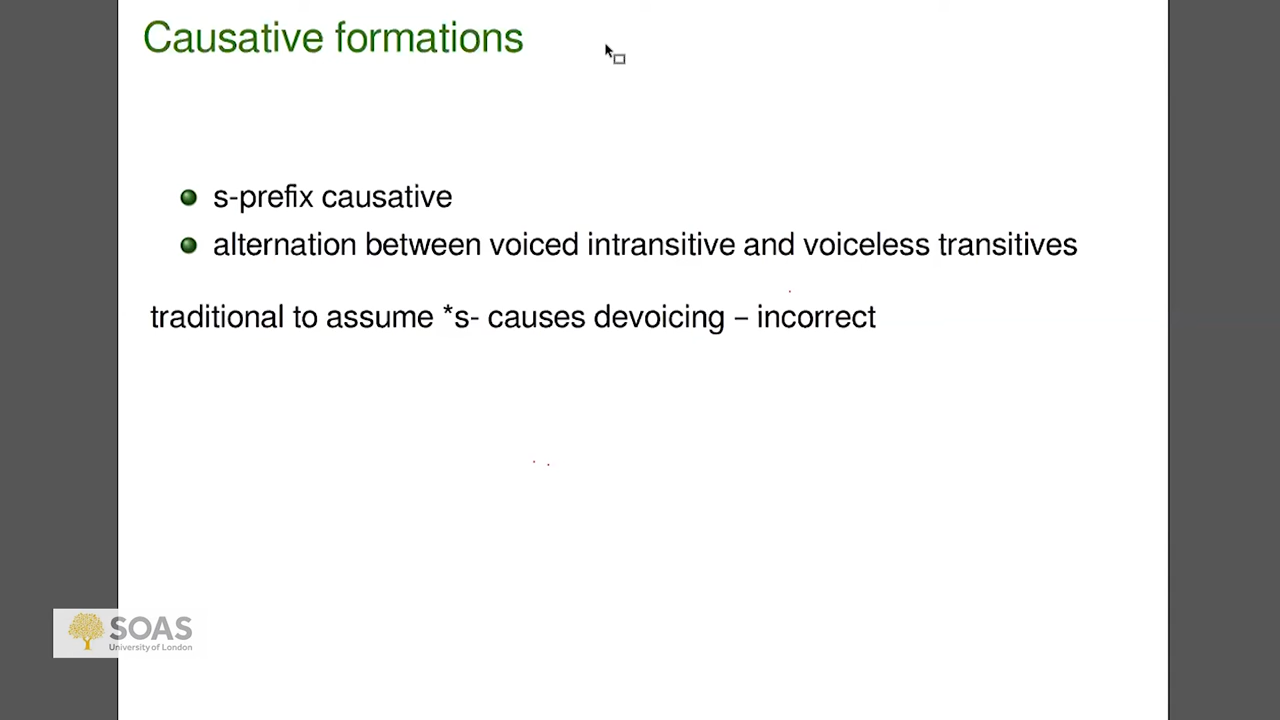 Causative formations
s-prefix causative
alternation between voiced intransitive and voiceless transitives
traditional to assume *s- causes devoicing – incorrect
SOAS
University of London